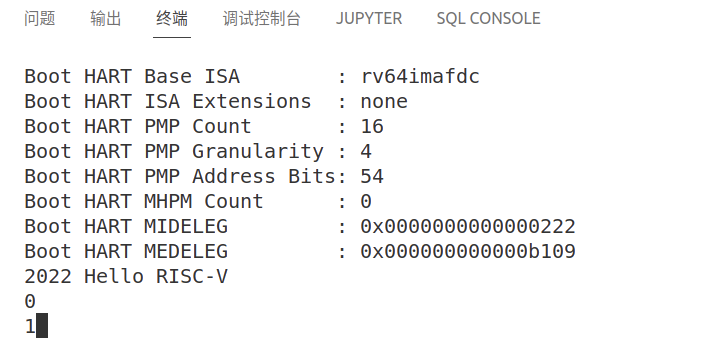 问题 输出 终端 调试控制台 JUPYTER SQL CONSOLE
Boot HART Base ISA        : rv64imafdc
Boot HART ISA Extensions  : none
Boot HART PMP Count       : 16
Boot HART PMP Granularity : 4
Boot HART PMP Address Bits: 54
Boot HART MHPM Count      : 0
Boot HART MIDELEG         : 0x0000000000000222
Boot HART MEDELEG         : 0x000000000000b109
2022 Hello RISC-V
0
1